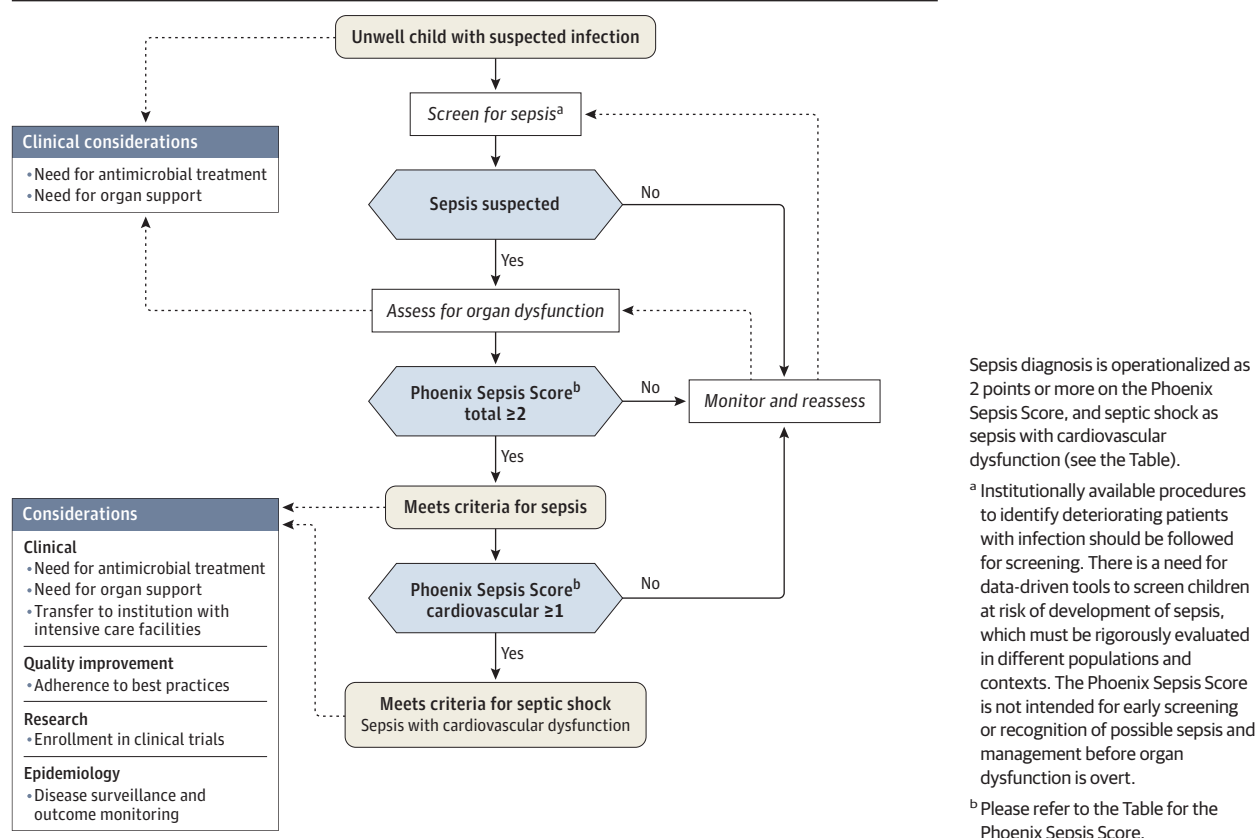 Unwell child with suspected infection
Screen for sepsisa
Clinical considerations
•Need for antimicrobial treatment
•Need for organ support
Sepsis suspected
No
Yes
Assess for organ dysfunction
Phoenix Sepsis Scoreb
total ≥2
No
Monitor and reassess
Yes
Meets criteria for sepsis
Considerations
Clinical
•Need for antimicrobial treatment
•Need for organ support
•Transfer to institution with
intensive care facilities
Quality improvement
•Adherence to best practices
Research
•Enrollment in clinical trials
Epidemiology
•Disease surveillance and
outcome monitoring
Phoenix Sepsis Scoreb
cardiovascular ≥1
No
Yes
Meets criteria for septic shock
Sepsis with cardiovascular dysfunction
Sepsis diagnosis is operationalized as
2 points or more on the Phoenix
Sepsis Score, and septic shock as
sepsis with cardiovascular
dysfunction (see the Table).
a Institutionally available procedures
to identify deteriorating patients
with infection should be followed
for screening. There is a need for
data-driven tools to screen children
at risk of development of sepsis,
which must be rigorously evaluated
in different populations and
contexts. The Phoenix Sepsis Score
is not intended for early screening
or recognition of possible sepsis and
management before organ
dysfunction is overt.
b Please refer to the Table for the
Phoenix Sepsis Score.